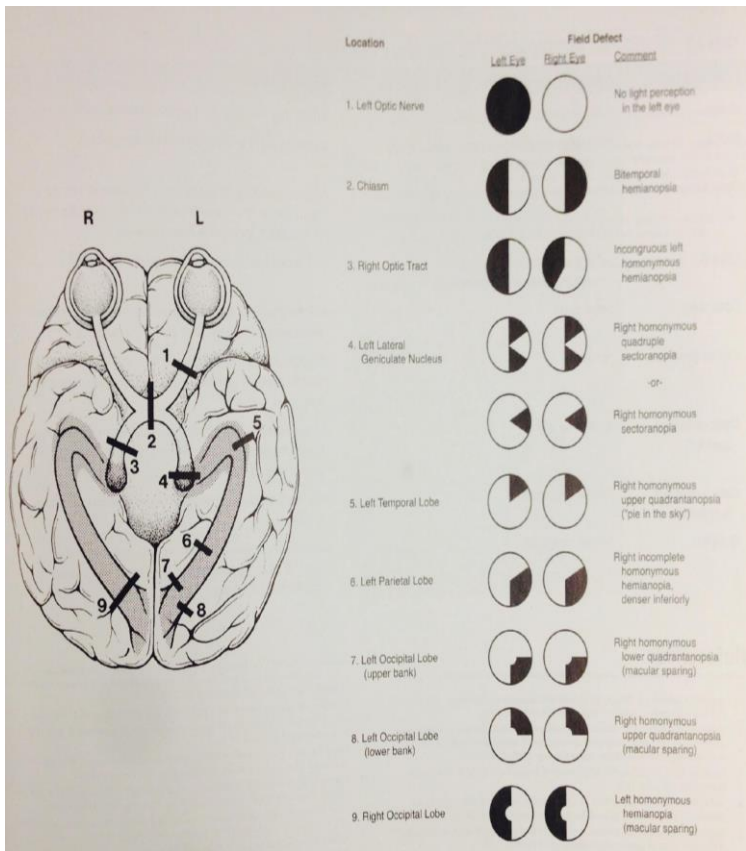 Location
Field Defect
Left Eye Right Eye Comment
1. Left Optic Nerve
No light perception
in the left eye
2. Chiasm
Bitemporal
hemianopsia
3. Right Optic Tract
Incongruous left
homonymous
hemianopsia
4. Left Lateral
Geniculate Nucleus
Right homonymous
quadruple
sectoranopia
-or-
Right homonymous
sectoranopia
5. Left Temporal Lobe
Right homonymous
upper quadrantanopsia
("pie in the sky")
6. Left Parietal Lobe
Right incomplete
homonymous
hemianopia,
denser inferiorly
7. Left Occipital Lobe
(upper bank)
Right homonymous
lower quadrantanopsia
(macular sparing)
8. Left Occipital Lobe
(lower bank)
Right homonymous
upper quadrantanopsia
(macular sparing)
9. Right Occipital Lobe
Left homonymous
hemianopia
(macular sparing)
R L
1
2
3
4
5
6
7
8
9